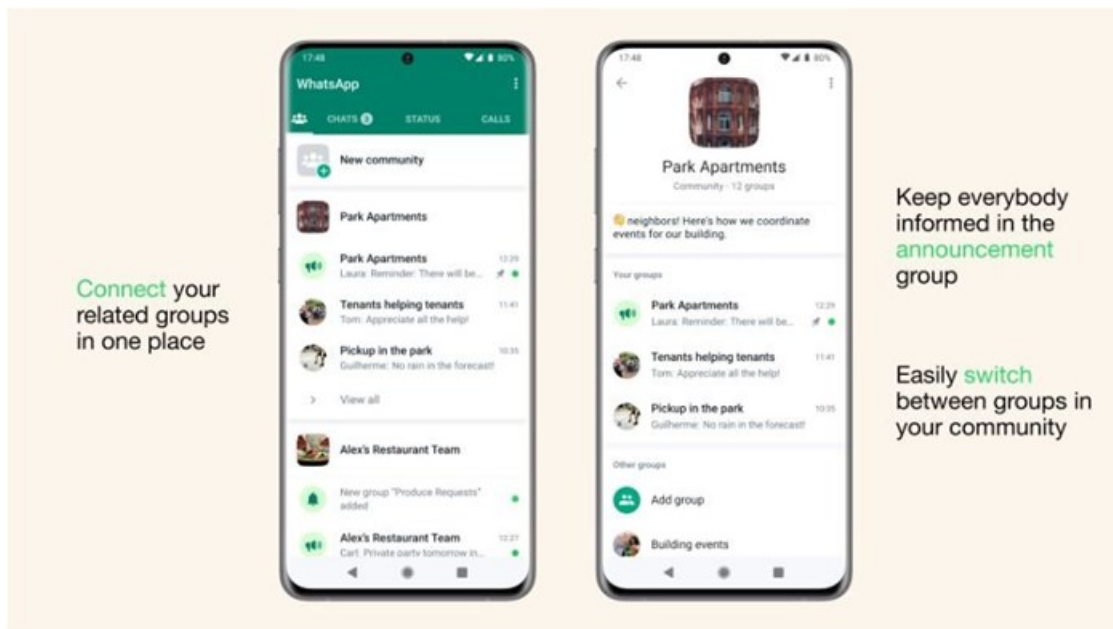 Connect your
related groups
in one place
17:48
80%
WhatsApp
CHATS 3
STATUS
CALLS
New community
Park Apartments
Park Apartments 12:29
Laura: Reminder: There will be...
Tenants helping tenants 11:41
Tom: Appreciate all the help!
Pickup in the park 10:35
Guilherme: No rain in the forecast!
View all
Alex's Restaurant Team
New group "Produce Requests"
added
Alex's Restaurant Team 12:27
Carl: Private party tomorrow in...
17:48
80%
Park Apartments
Community · 12 groups
👋 neighbors! Here's how we coordinate
events for our building.
Your groups
Park Apartments 12:29
Laura: Reminder: There will be...
Tenants helping tenants 11:41
Tom: Appreciate all the help!
Pickup in the park 10:35
Guilherme: No rain in the forecast!
Other groups
Add group
Building events
Keep everybody
informed in the
announcement
group
Easily switch
between groups in
your community